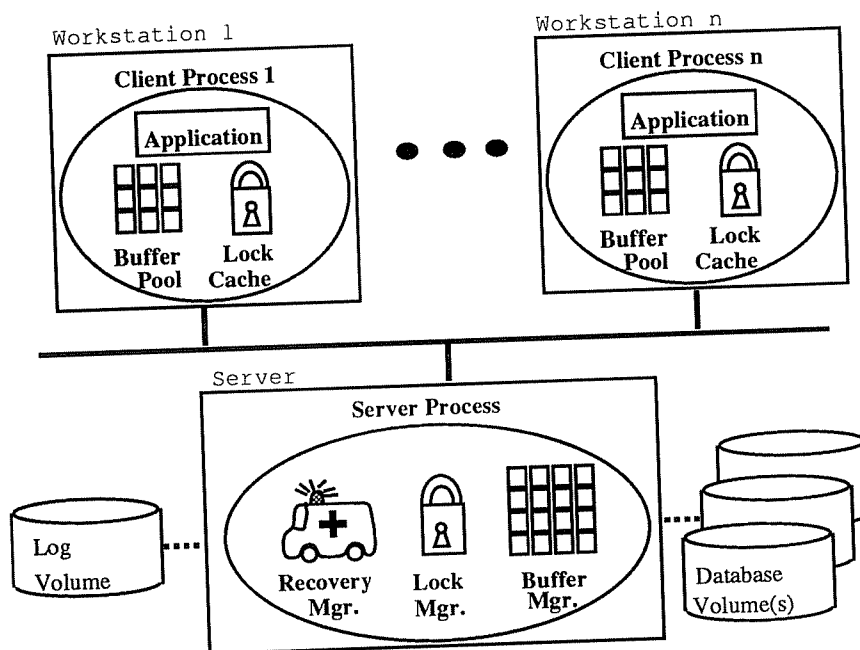 Workstation 1
Client Process 1
Application
Buffer
Pool
Lock
Cache
Workstation n
Client Process n
Application
Buffer
Pool
Lock
Cache
Server
Server Process
Recovery
Mgr.
Lock
Mgr.
Buffer
Mgr.
Log
Volume
Database
Volume(s)